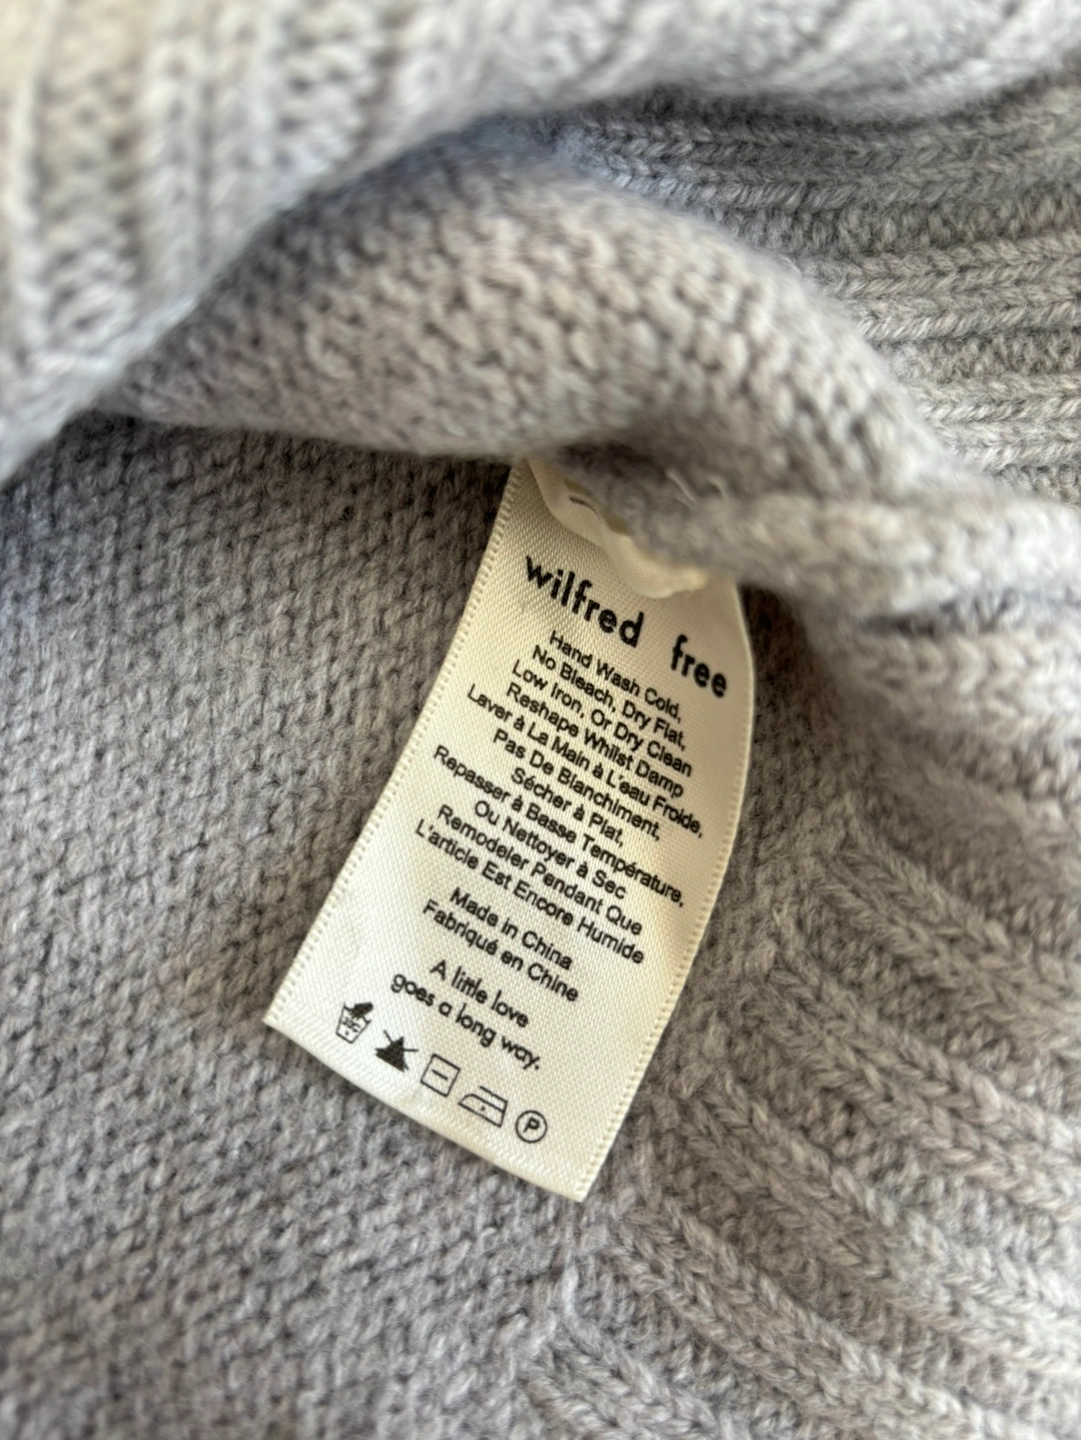 wilfred free
Hand Wash Cold,
No Bleach, Dry Flat,
Low Iron, Or Dry Clean
Reshape Whilst Damp
Laver à La Main à L'eau Froide,
Pas De Blanchiment,
Sécher à Plat,
Repasser à Basse Température,
Ou Nettoyer à Sec
Remodeler Pendant Que
L'article Est Encore Humide
Made in China
Fabriqué en Chine
A little love
goes a long way.
P